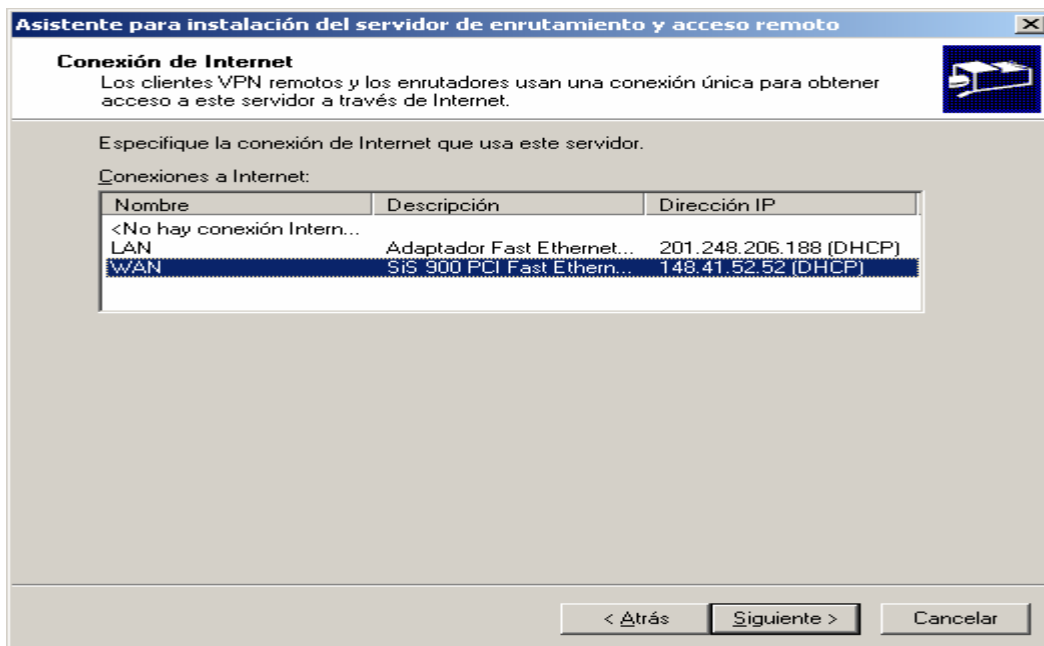 Asistente para instalación del servidor de enrutamiento y acceso remoto
Conexión de Internet
Los clientes VPN remotos y los enrutadores usan una conexión única para obtener
acceso a este servidor a través de Internet.
Especifique la conexión de Internet que usa este servidor.
Conexiones a Internet:
Nombre Descripción Dirección IP
<No hay conexión Intern...
LAN Adaptador Fast Ethernet... 201.248.206.188 (DHCP)
WAN SiS 900 PCI Fast Ethern... 148.41.52.52 (DHCP)
< Atrás Siguiente > Cancelar